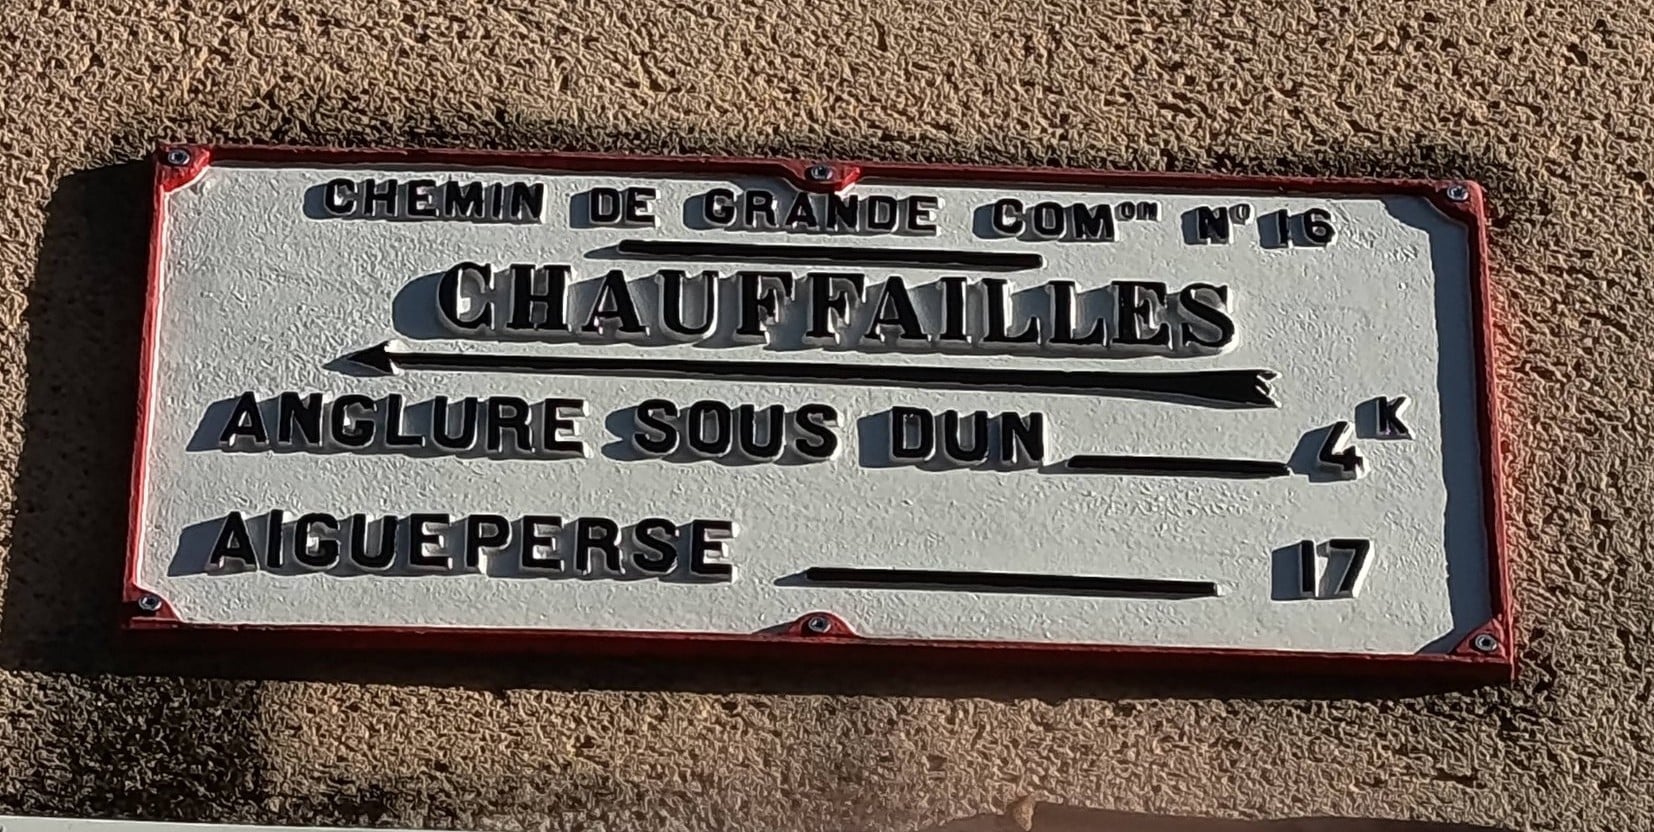 CHEMIN DE GRANDE COMᵒⁿ Nº 16
CHAUFFAILLES
ANGLURE SOUS DUN 4ᴷ
AIGUEPERSE 17